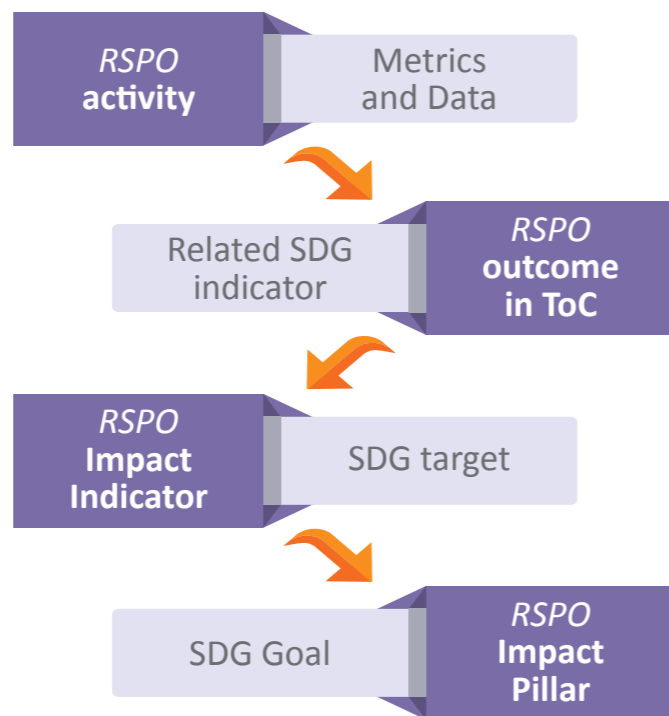 RSPO
activity
Metrics
and Data
Related SDG
indicator
RSPO
outcome
in ToC
RSPO
Impact
Indicator
SDG target
SDG Goal
RSPO
Impact
Pillar